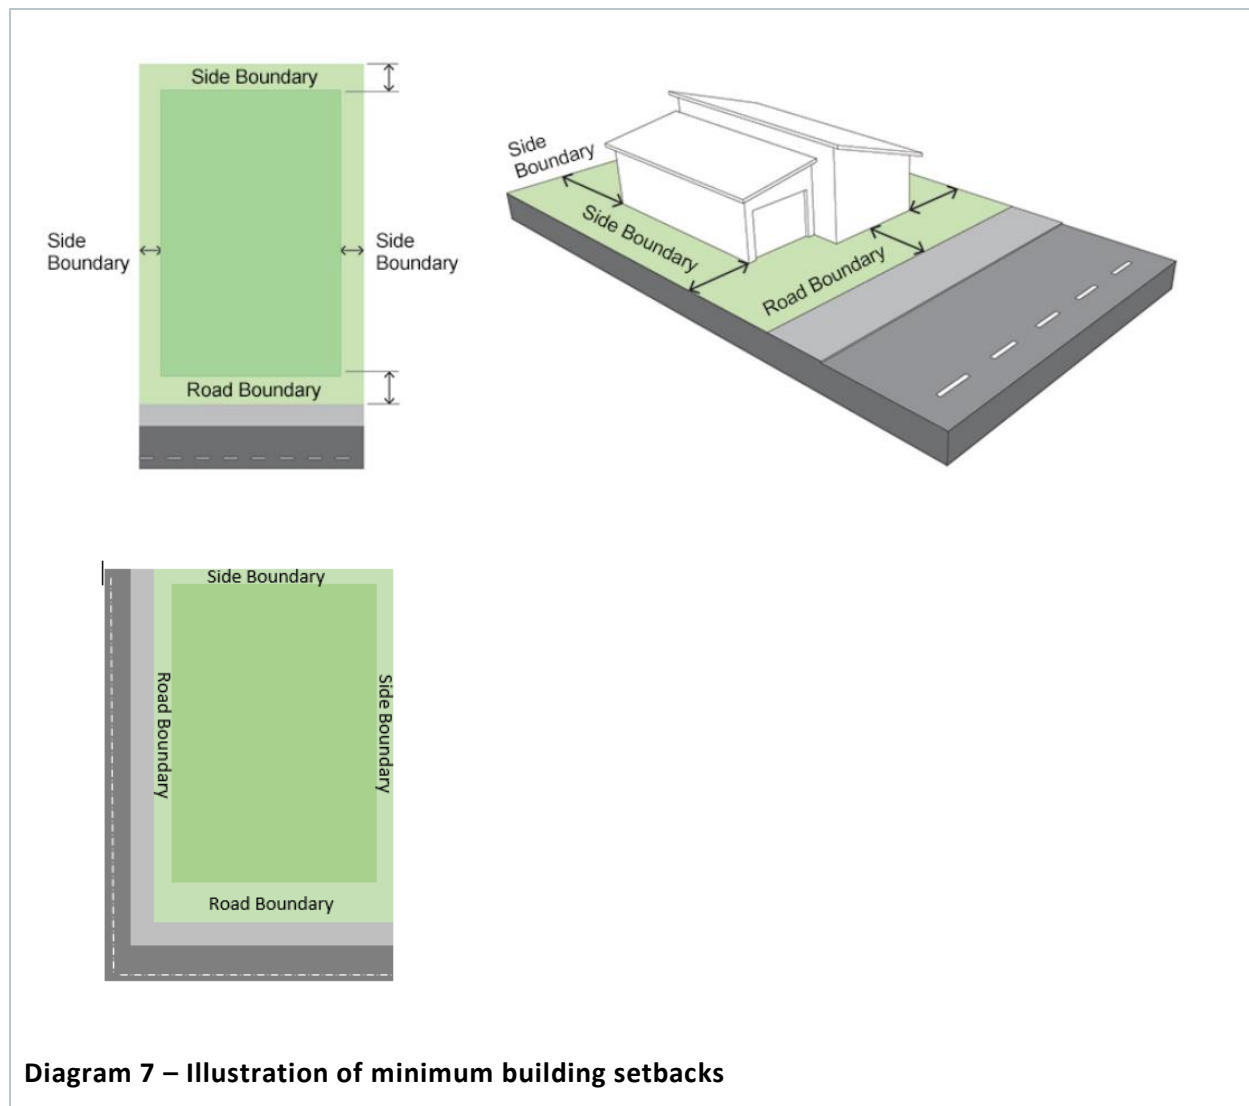 Side Boundary
Side
Boundary
Side
Boundary
Road Boundary
Side
Boundary
Side Boundary
Road Boundary
Side Boundary
Road Boundary
Side Boundary
Road Boundary
Diagram 7 – Illustration of minimum building setbacks